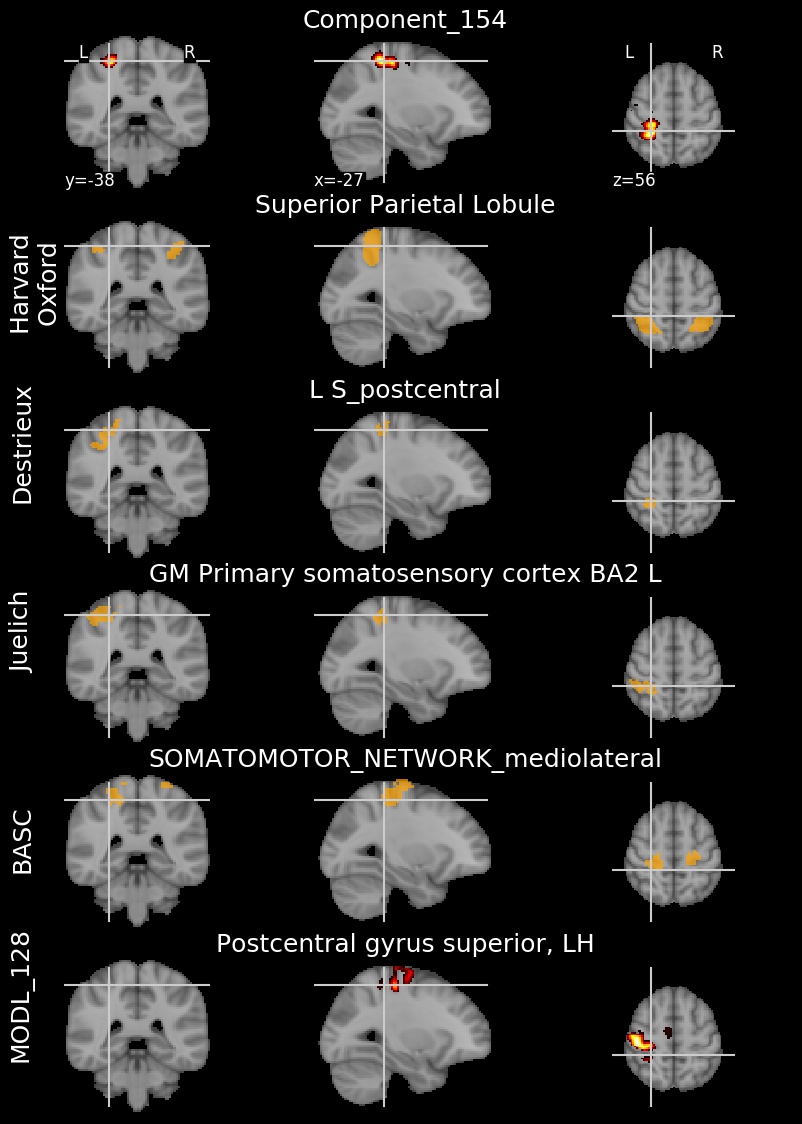 Component_154
L R
L R
y=-38
x=-27
z=56
Superior Parietal Lobule
Harvard
Oxford
L S_postcentral
Destrieux
GM Primary somatosensory cortex BA2 L
Juelich
SOMATOMOTOR_NETWORK_mediolateral
BASC
Postcentral gyrus superior, LH
MODL_128